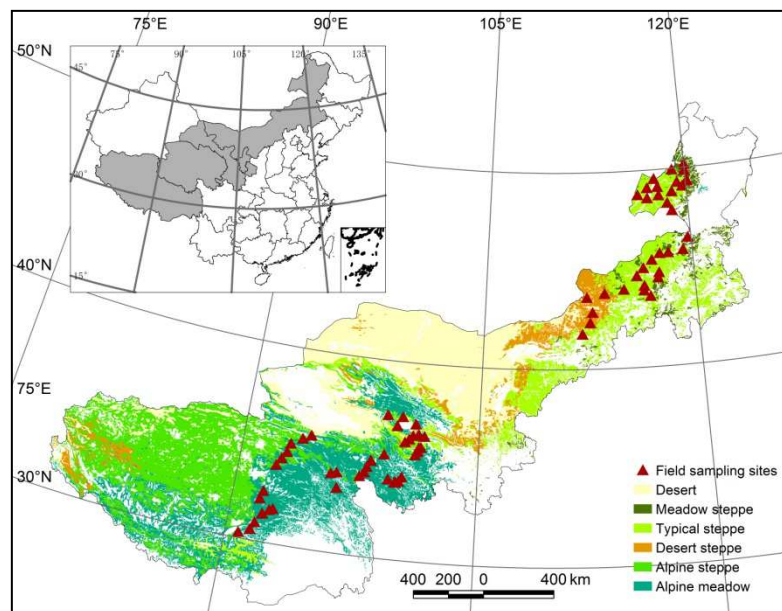 75°E
90°E
105°E
120°E
50°N
40°N
75°E
30°N
75°
90°
105°
120°
135°
45°
15°
Field sampling sites
Desert
Meadow steppe
Typical steppe
Desert steppe
Alpine steppe
Alpine meadow
400 200 0 400 km